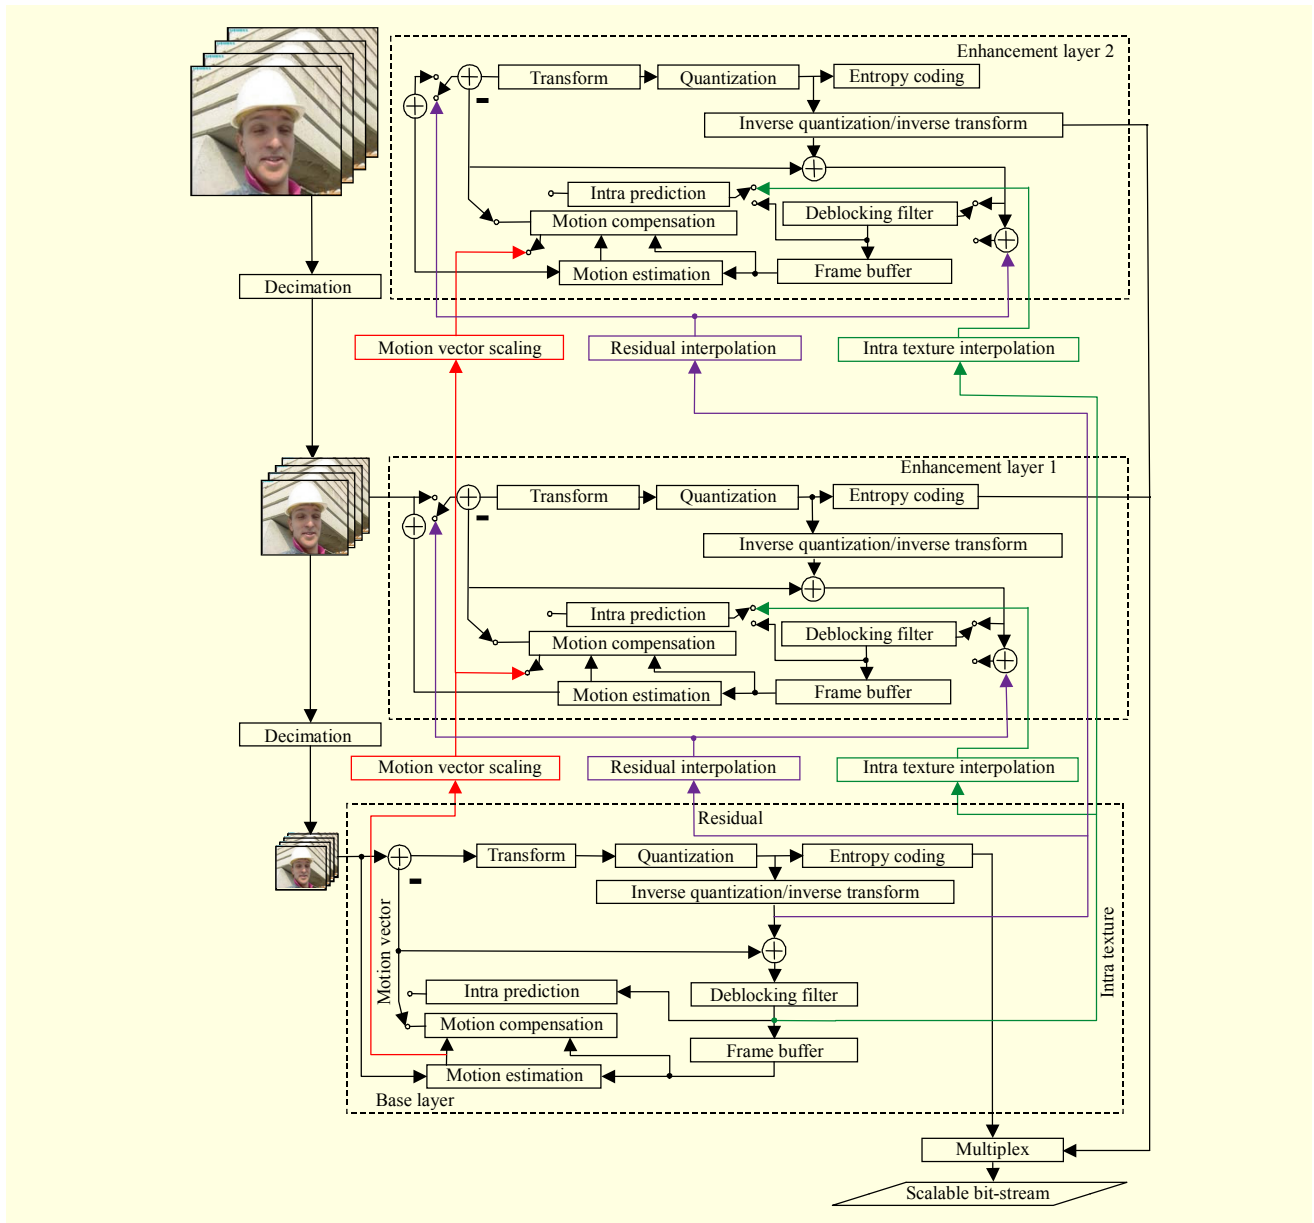 Enhancement layer 2
Transform
Quantization
Entropy coding
Inverse quantization/inverse transform
Intra prediction
Motion compensation
Deblocking filter
Motion estimation
Frame buffer
Decimation
Motion vector scaling
Residual interpolation
Intra texture interpolation
Enhancement layer 1
Transform
Quantization
Entropy coding
Inverse quantization/inverse transform
Intra prediction
Motion compensation
Deblocking filter
Motion estimation
Frame buffer
Decimation
Motion vector scaling
Residual interpolation
Intra texture interpolation
Residual
Transform
Quantization
Entropy coding
Inverse quantization/inverse transform
Motion vector
Intra texture
Intra prediction
Deblocking filter
Motion compensation
Frame buffer
Motion estimation
Base layer
Multiplex
Scalable bit-stream